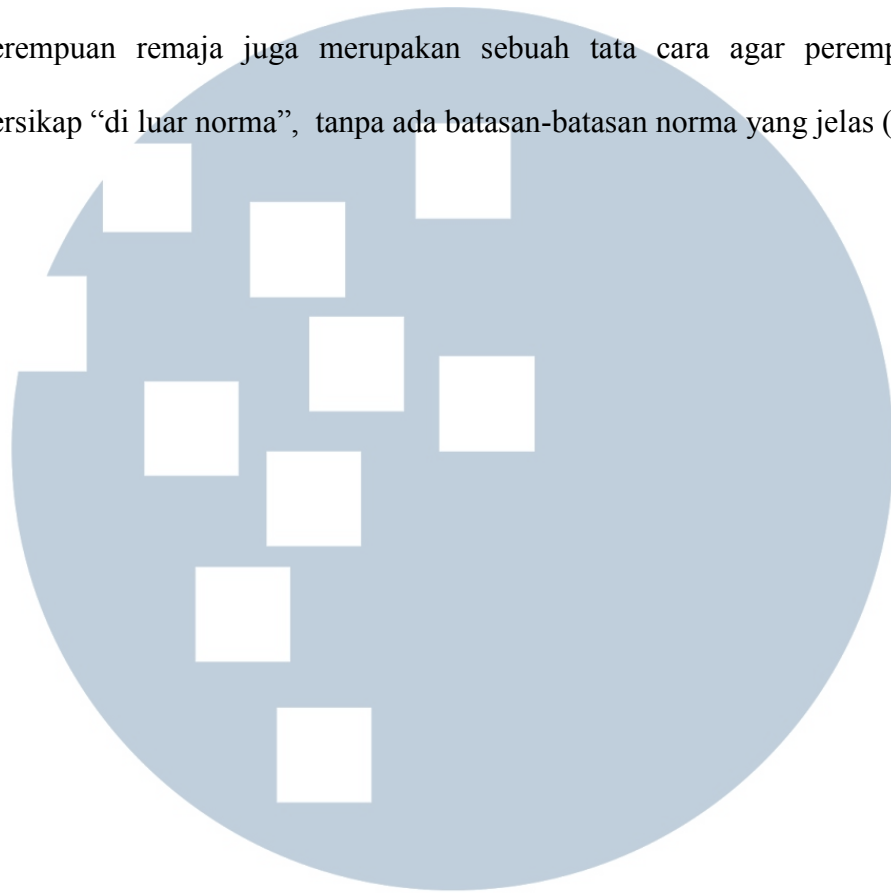 erempuan remaja juga merupakan sebuah tata cara agar peremp
ersikap “di luar norma”, tanpa ada batasan-batasan norma yang jelas (